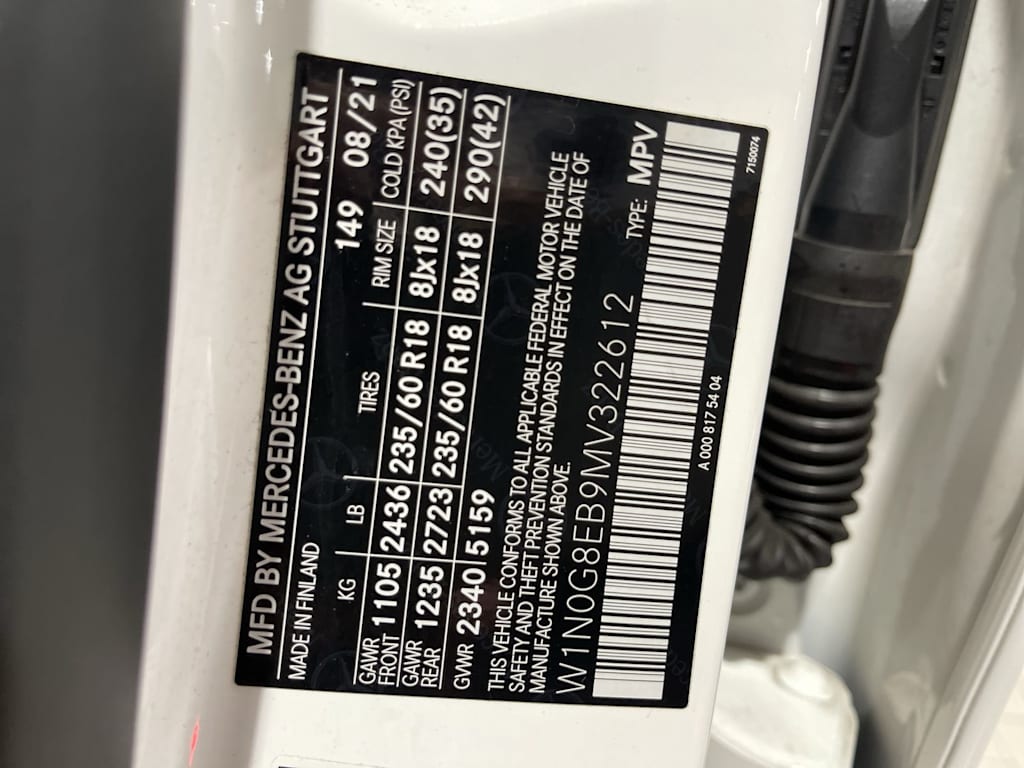 MFD BY MERCEDES-BENZ AG STUTTGART
MADE IN FINLAND 149 08/21
KG LB TIRES RIM SIZE COLD KPA(PSI)
GAWR FRONT 1105 2436 235/60 R18 8Jx18 240(35)
GAWR REAR 1235 2723 235/60 R18 8Jx18 290(42)
GVWR 2340 5159
THIS VEHICLE CONFORMS TO ALL APPLICABLE FEDERAL MOTOR VEHICLE
SAFETY AND THEFT PREVENTION STANDARDS IN EFFECT ON THE DATE OF
MANUFACTURE SHOWN ABOVE.
W1N0G8EB9MV322612 TYPE: MPV
A 000 817 54 04 7150074